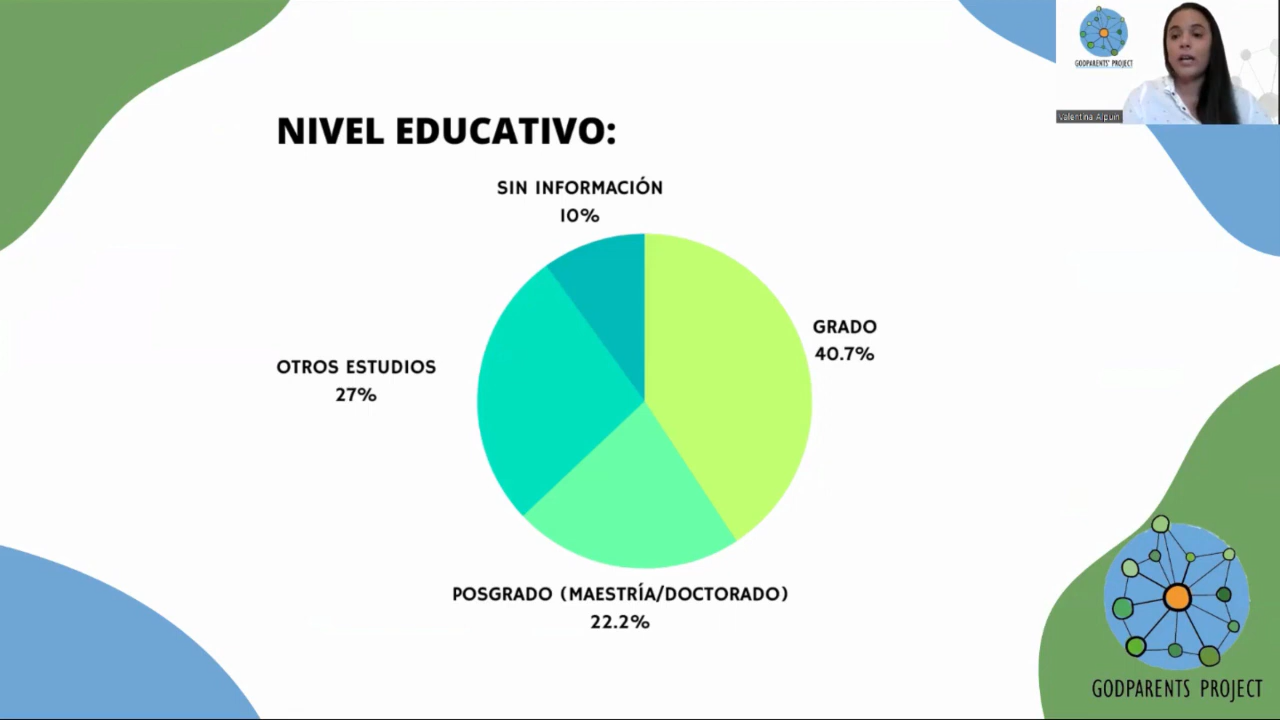 GODPARENTS' PROJECT
Valentina Alpuin
NIVEL EDUCATIVO:
SIN INFORMACIÓN
10%
GRADO
40.7%
OTROS ESTUDIOS
27%
POSGRADO (MAESTRÍA/DOCTORADO)
22.2%
GODPARENTS PROJECT